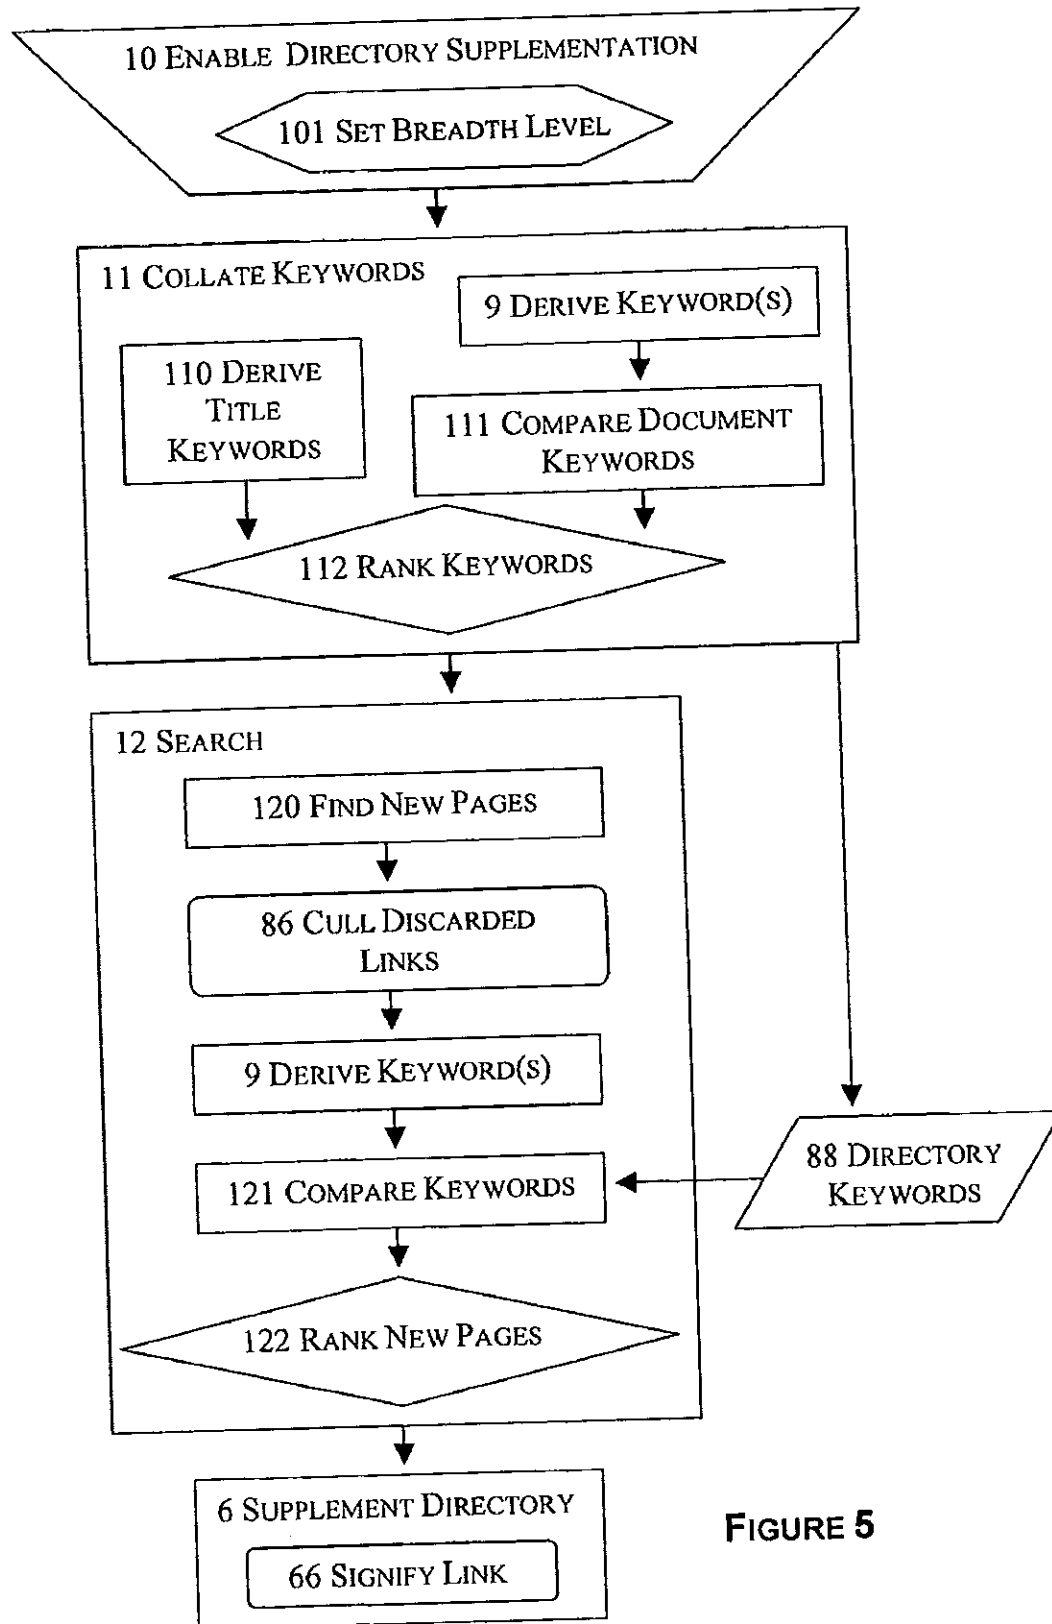 10 ENABLE DIRECTORY SUPPLEMENTATION
101 SET BREADTH LEVEL
11 COLLATE KEYWORDS
9 DERIVE KEYWORD(S)
110 DERIVE
TITLE
KEYWORDS
111 COMPARE DOCUMENT
KEYWORDS
112 RANK KEYWORDS
12 SEARCH
120 FIND NEW PAGES
86 CULL DISCARDED
LINKS
9 DERIVE KEYWORD(S)
88 DIRECTORY
KEYWORDS
121 COMPARE KEYWORDS
122 RANK NEW PAGES
6 SUPPLEMENT DIRECTORY
66 SIGNIFY LINK
FIGURE 5